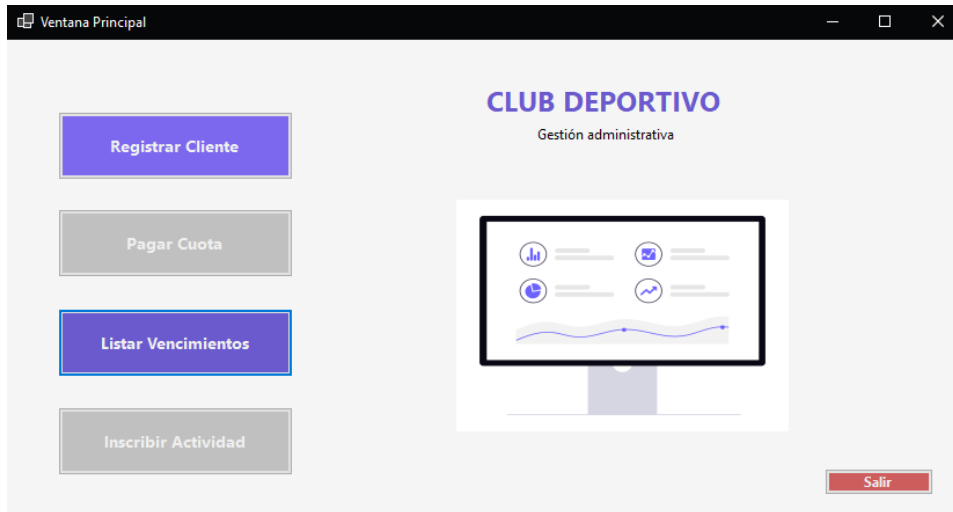 Ventana Principal
Registrar Cliente
Pagar Cuota
Listar Vencimientos
Inscribir Actividad
CLUB DEPORTIVO
Gestión administrativa
Salir